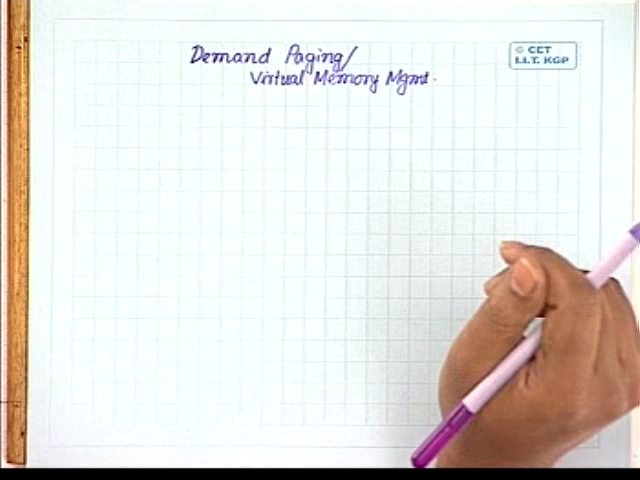 Demand Paging/
Virtual Memory Mgmt.
© CET
I.I.T. KGP